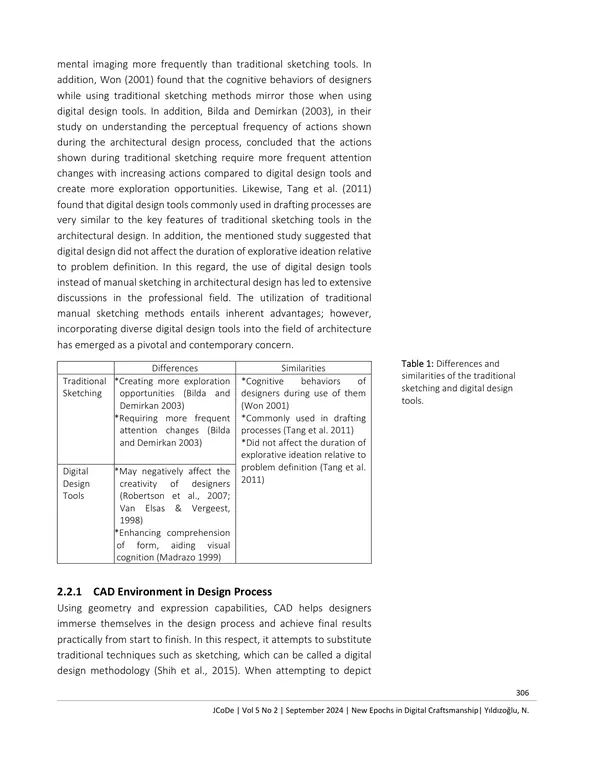 mental imaging more frequently than traditional sketching tools. In
addition, Won (2001) found that the cognitive behaviors of designers
while using traditional sketching methods mirror those when using
digital design tools. In addition, Bilda and Demirkan (2003), in their
study on understanding the perceptual frequency of actions shown
during the architectural design process, concluded that the actions
shown during traditional sketching require more frequent attention
changes with increasing actions compared to digital design tools and
create more exploration opportunities. Likewise, Tang et al. (2011)
found that digital design tools commonly used in drafting processes are
very similar to the key features of traditional sketching tools in the
architectural design. In addition, the mentioned study suggested that
digital design did not affect the duration of explorative ideation relative
to problem definition. In this regard, the use of digital design tools
instead of manual sketching in architectural design has led to extensive
discussions in the professional field. The utilization of traditional
manual sketching methods entails inherent advantages; however,
incorporating diverse digital design tools into the field of architecture
has emerged as a pivotal and contemporary concern.
Table 1: Differences and
similarities of the traditional
sketching and digital design
tools.
Differences
Similarities
Traditional
Sketching
*Creating more exploration
opportunities (Bilda and
Demirkan 2003)
*Requiring more frequent
attention changes (Bilda
and Demirkan 2003)
*Cognitive behaviors of
designers during use of them
(Won 2001)
*Commonly used in drafting
processes (Tang et al. 2011)
*Did not affect the duration of
explorative ideation relative to
problem definition (Tang et al.
2011)
Digital
Design
Tools
*May negatively affect the
creativity of designers
(Robertson et al., 2007;
Van Elsas & Vergeest,
1998)
*Enhancing comprehension
of form, aiding visual
cognition (Madrazo 1999)
2.2.1 CAD Environment in Design Process
Using geometry and expression capabilities, CAD helps designers
immerse themselves in the design process and achieve final results
practically from start to finish. In this respect, it attempts to substitute
traditional techniques such as sketching, which can be called a digital
design methodology (Shih et al., 2015). When attempting to depict
306
JCoDe | Vol 5 No 2 | September 2024 | New Epochs in Digital Craftsmanship| Yıldızoğlu, N.